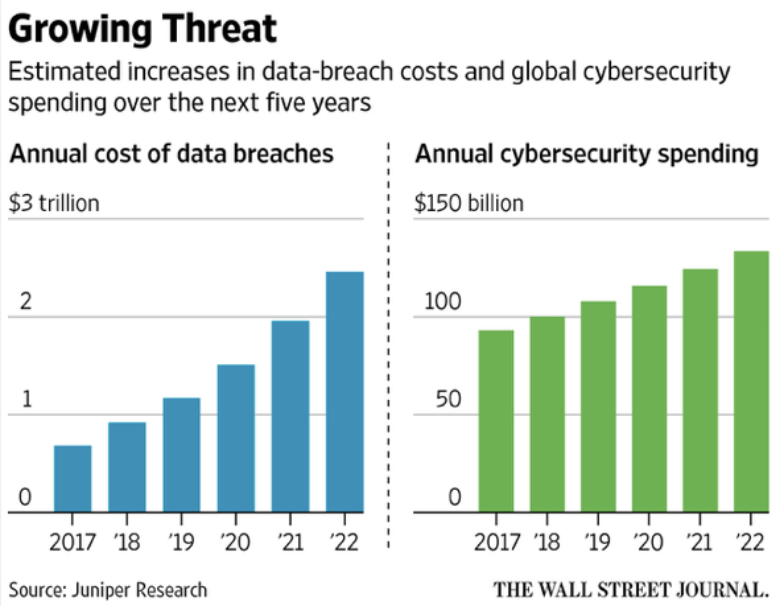 Growing Threat
Estimated increases in data-breach costs and global cybersecurity
spending over the next five years
Annual cost of data breaches
$3 trillion
2
1
0
2017 ’18 ’19 ’20 ’21 ’22
Annual cybersecurity spending
$150 billion
100
50
0
2017 ’18 ’19 ’20 ’21 ’22
Source: Juniper Research
THE WALL STREET JOURNAL.